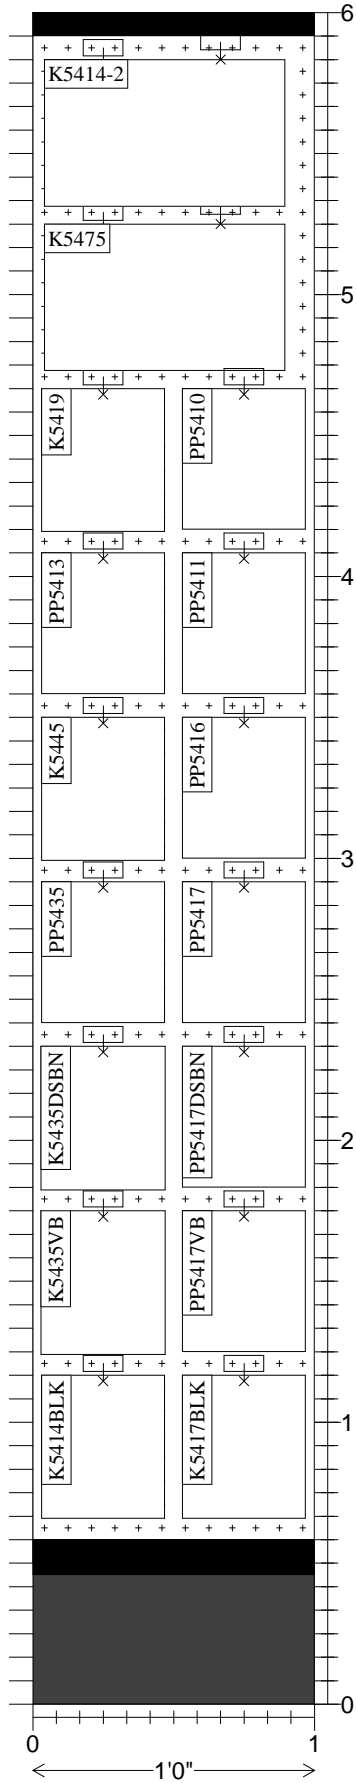 6
K5414-2
K5475
5
K5419
PP5410
4
PP5413
PP5411
K5445
PP5416
3
PP5435
PP5417
K5435DSBN
PP5417DSBN
2
K5435VB
PP5417VB
1
K5414BLK
K5417BLK
0
0
1
1'0"